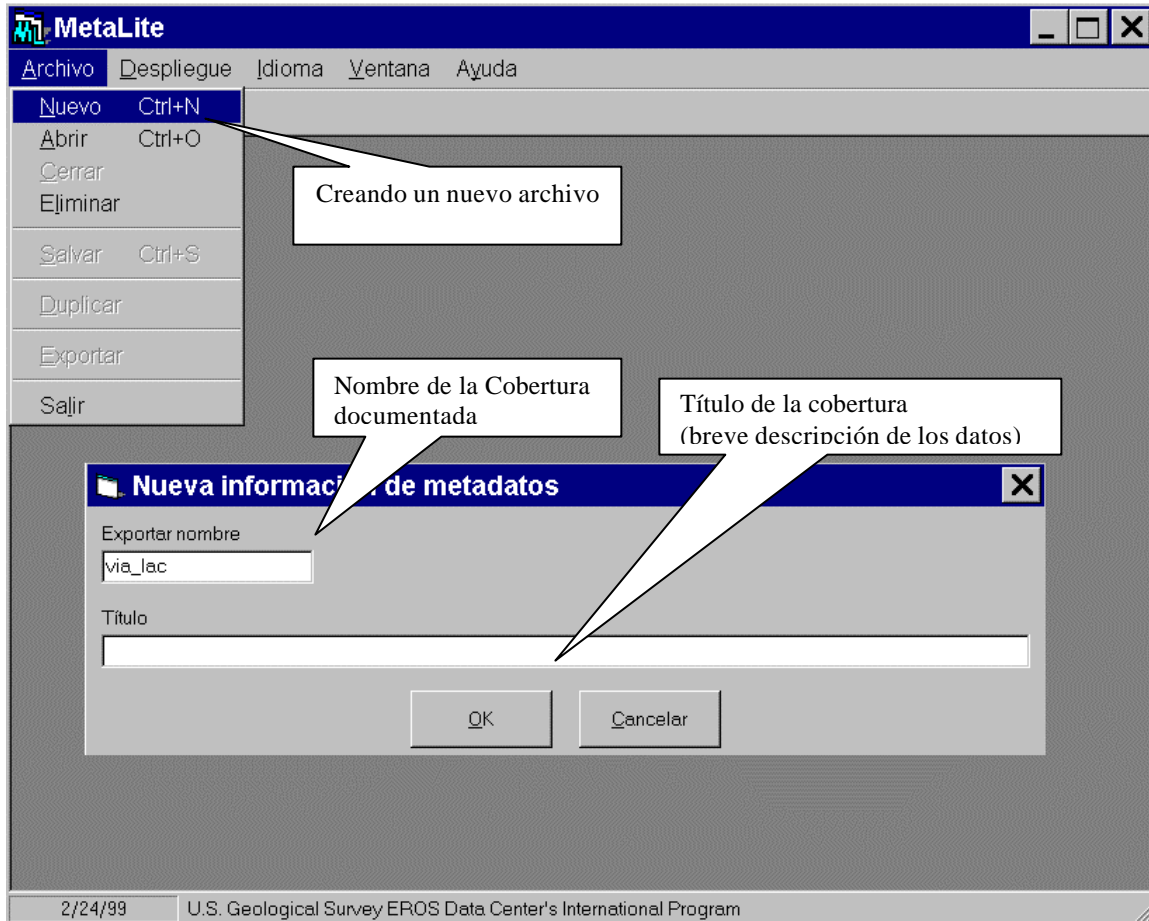 MetaLite
Archivo Despliegue Idioma Ventana Ayuda
Nuevo Ctrl+N
Abrir Ctrl+O
Cerrar
Eliminar
Salvar Ctrl+S
Duplicar
Exportar
Salir
Creando un nuevo archivo
Nombre de la Cobertura
documentada
Título de la cobertura
(breve descripción de los datos)
Nueva información de metadatos
Exportar nombre
via_lac
Título
OK Cancelar
2/24/99 U.S. Geological Survey EROS Data Center's International Program